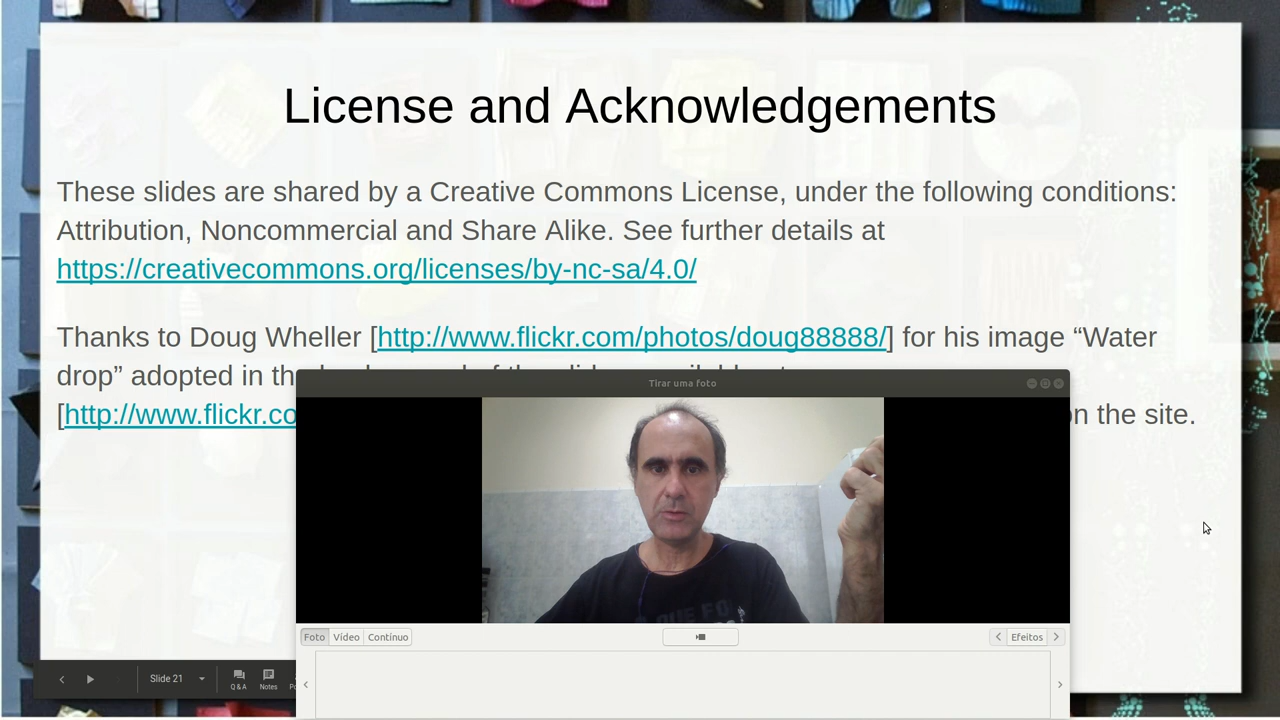 License and Acknowledgements
These slides are shared by a Creative Commons License, under the following conditions:
Attribution, Noncommercial and Share Alike. See further details at
https://creativecommons.org/licenses/by-nc-sa/4.0/
Thanks to Doug Wheller [http://www.flickr.com/photos/doug88888/] for his image “Water
drop” adopted in
[http://www.flickr.co on the site.
Tirar uma foto
QUE FO
Foto Vídeo Contínuo Efeitos
Slide 21 Q & A Notes